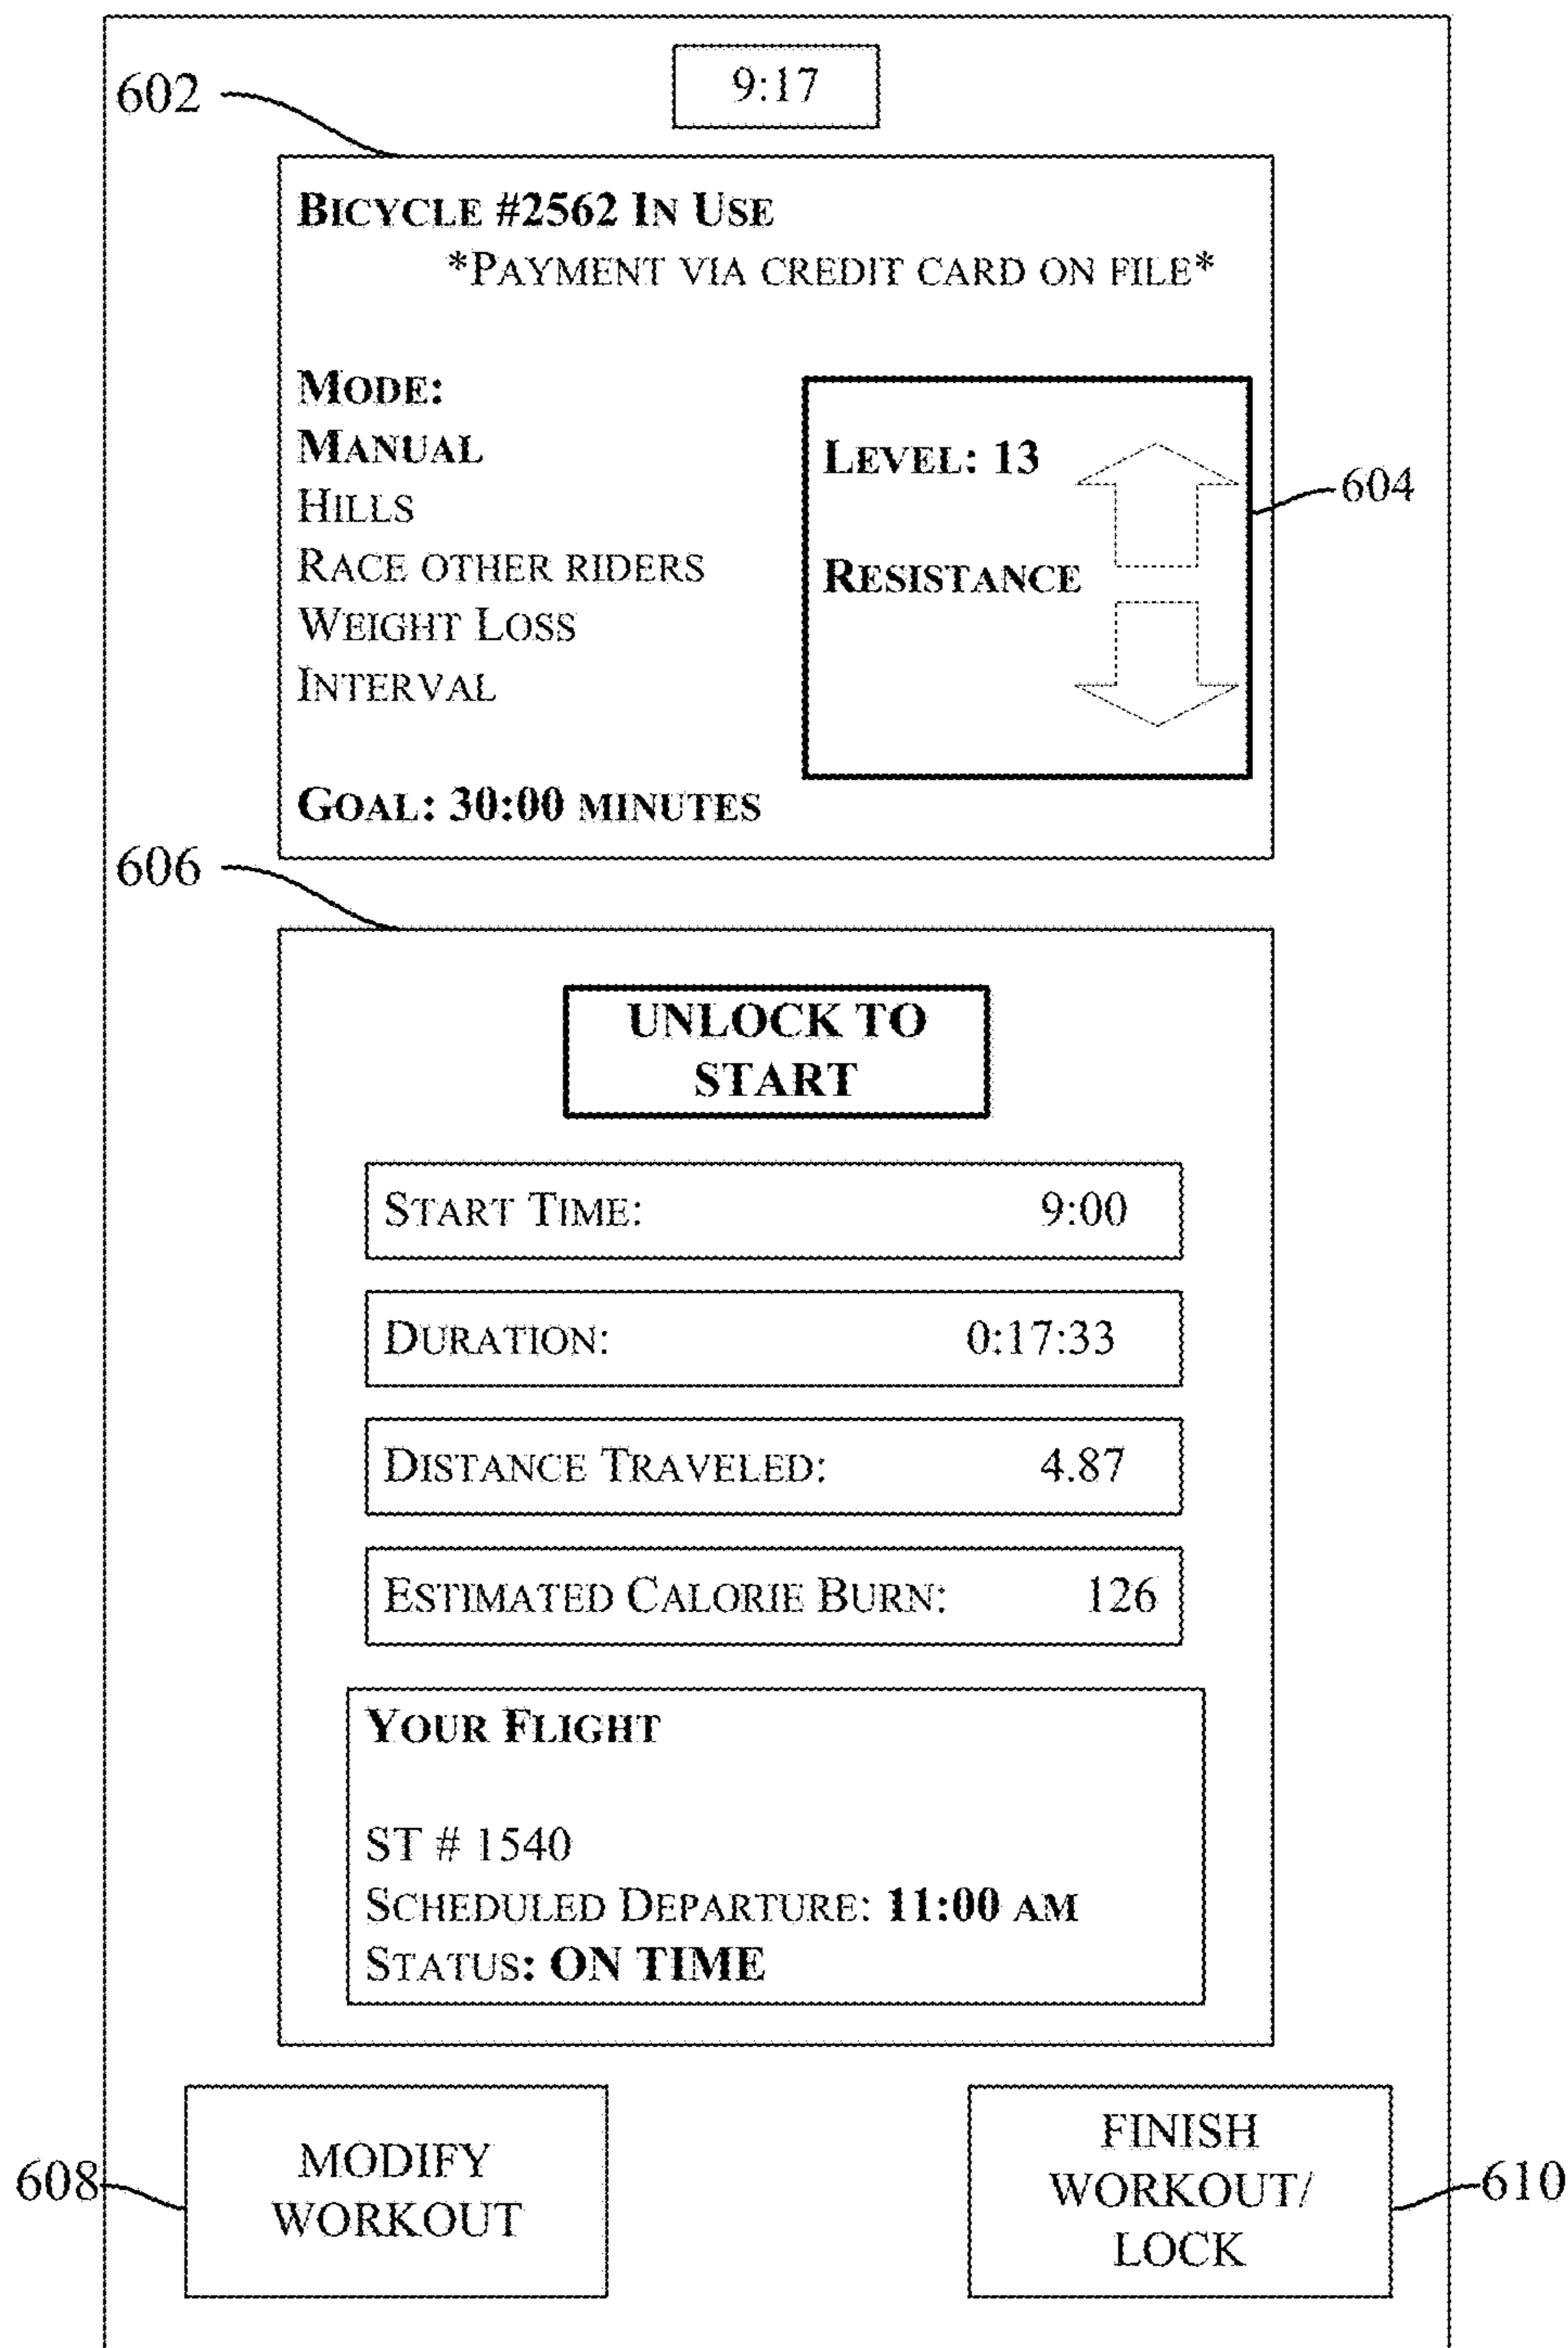 9:17
602
BICYCLE #2562 IN USE
*PAYMENT VIA CREDIT CARD ON FILE*
MODE:
MANUAL
HILLS
RACE OTHER RIDERS
WEIGHT LOSS
INTERVAL
LEVEL: 13
RESISTANCE
604
GOAL: 30:00 MINUTES
606
UNLOCK TO
START
START TIME: 9:00
DURATION: 0:17:33
DISTANCE TRAVELED: 4.87
ESTIMATED CALORIE BURN: 126
YOUR FLIGHT
ST # 1540
SCHEDULED DEPARTURE: 11:00 AM
STATUS: ON TIME
608
MODIFY
WORKOUT
FINISH
WORKOUT/
LOCK
610